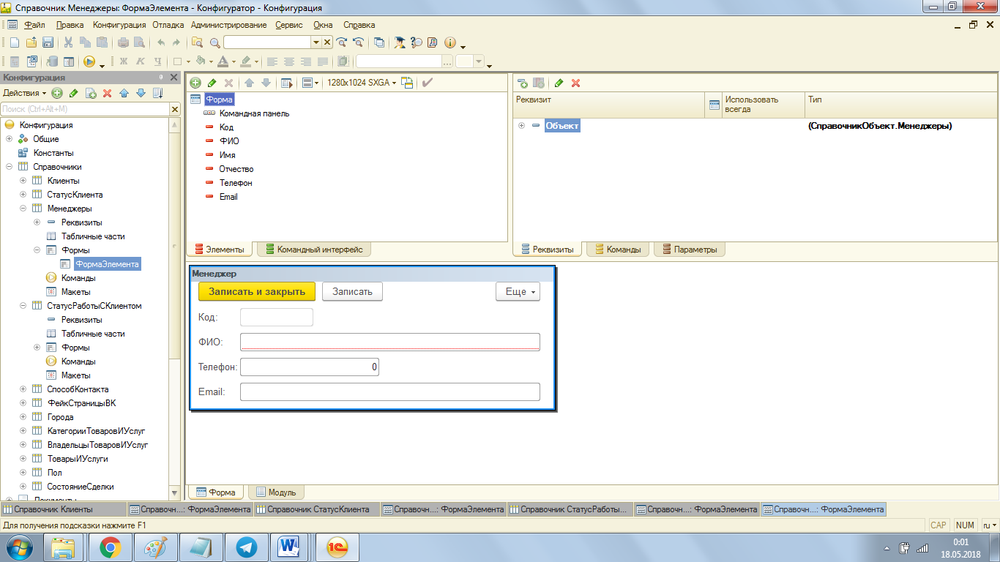 Справочник Менеджеры: ФормаЭлемента - Конфигуратор - Конфигурация
Файл Правка Конфигурация Отладка Администрирование Сервис Окна Справка
Ж К Ч
Конфигурация
Действия
Поиск (Ctrl+Alt+M)
Конфигурация
Общие
Константы
Справочники
Клиенты
СтатусКлиента
Менеджеры
Реквизиты
Табличные части
Формы
ФормаЭлемента
Команды
Макеты
СтатусРаботыСКлиентом
Реквизиты
Табличные части
Формы
Команды
Макеты
СпособКонтакта
ФейкСтраницыВК
Города
КатегорииТоваровИУслуг
ВладельцыТоваровИУслуг
ТоварыИУслуги
Пол
СостояниеСделки
Документы
1280x1024 SXGA
Форма
Командная панель
Код
ФИО
Имя
Отчество
Телефон
Email
Элементы Командный интерфейс
Реквизит Использовать всегда Тип
Объект (СправочникОбъект.Менеджеры)
Реквизиты Команды Параметры
Менеджер
Записать и закрыть Записать Еще
Код:
ФИО:
Телефон: 0
Email:
Форма Модуль
Справочник Клиенты Справочн...: ФормаЭлемента Справочник СтатусКлиента Справочн...: ФормаЭлемента Справочник СтатусРаботы... Справочн...: ФормаЭлемента Справочн...: ФормаЭлемента
Для получения подсказки нажмите F1 CAP NUM ru
1С
0:01
18.05.2018